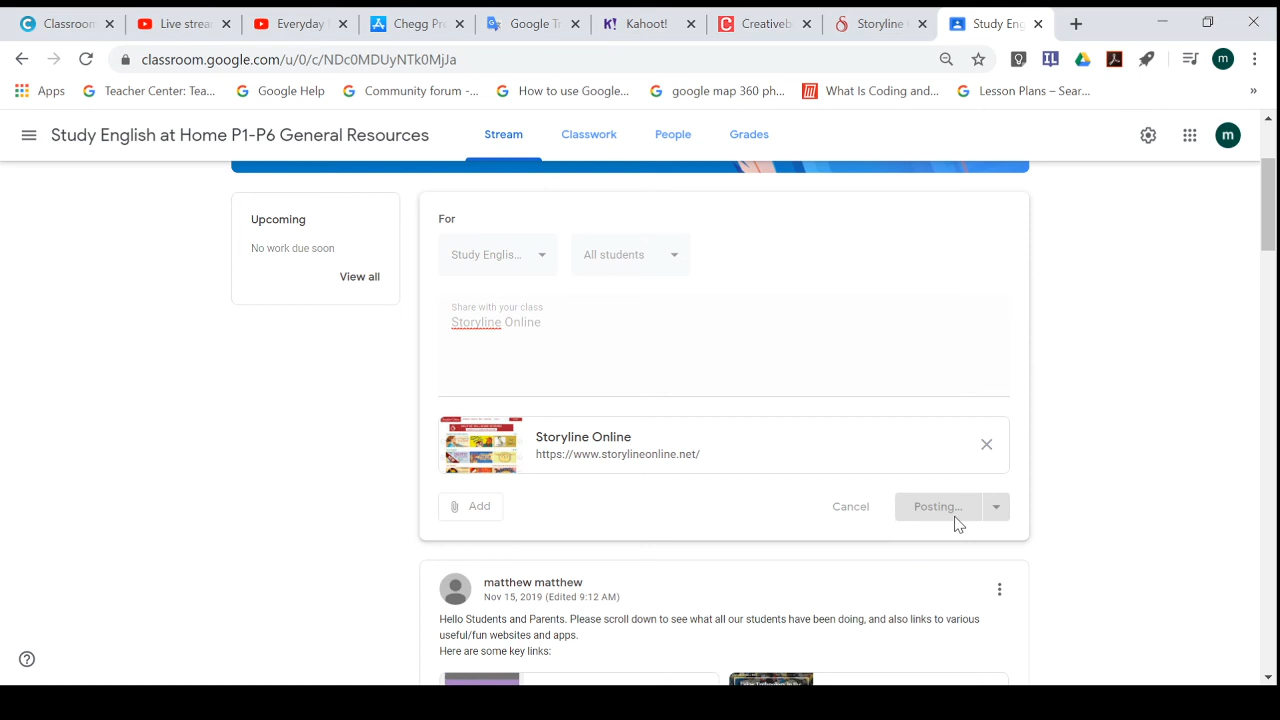 Classroom
Live strea
Everyday
Chegg Pr
Google T
Kahoot!
Creativeb
Storyline
Study Eng
classroom.google.com/u/0/c/NDc0MDUyNTk0MjJa
Apps
Teacher Center: Tea...
Google Help
Community forum -...
How to use Google...
google map 360 ph...
What Is Coding and...
Lesson Plans – Sear...
Study English at Home P1-P6 General Resources
Stream
Classwork
People
Grades
m
Upcoming
No work due soon
View all
For
Study Englis...
All students
Share with your class
Storyline Online
Storyline Online
https://www.storylineonline.net/
Add
Cancel
Posting...
matthew matthew
Nov 15, 2019 (Edited 9:12 AM)
Hello Students and Parents. Please scroll down to see what all our students have been doing, and also links to various
useful/fun websites and apps.
Here are some key links: